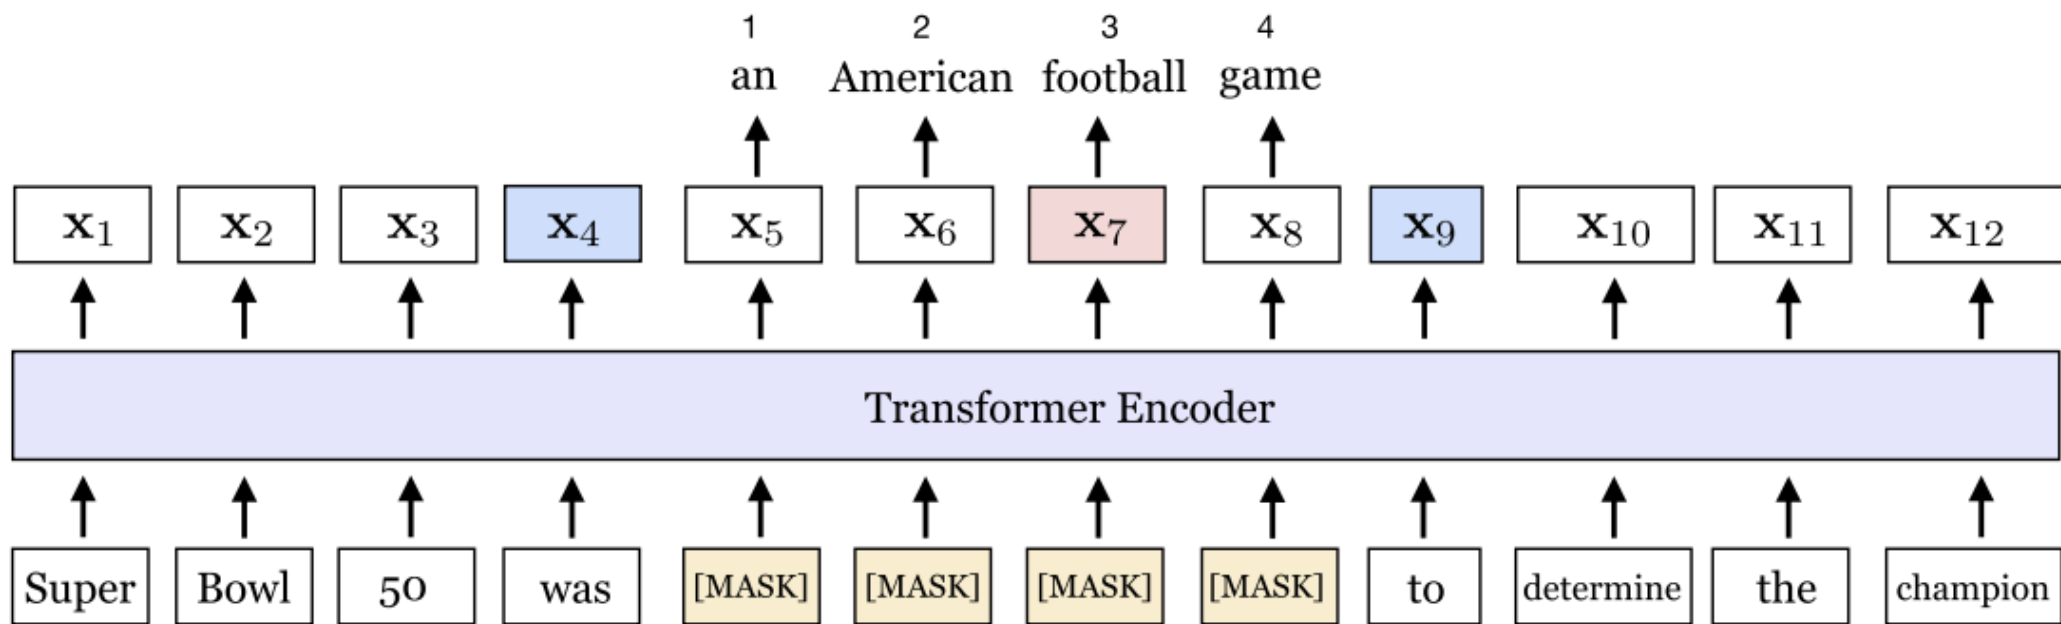 1 2 3 4
an American football game
x1 x2 x3 x4 x5 x6 x7 x8 x9 x10 x11 x12
Transformer Encoder
Super Bowl 50 was [MASK] [MASK] [MASK] [MASK] to determine the champion